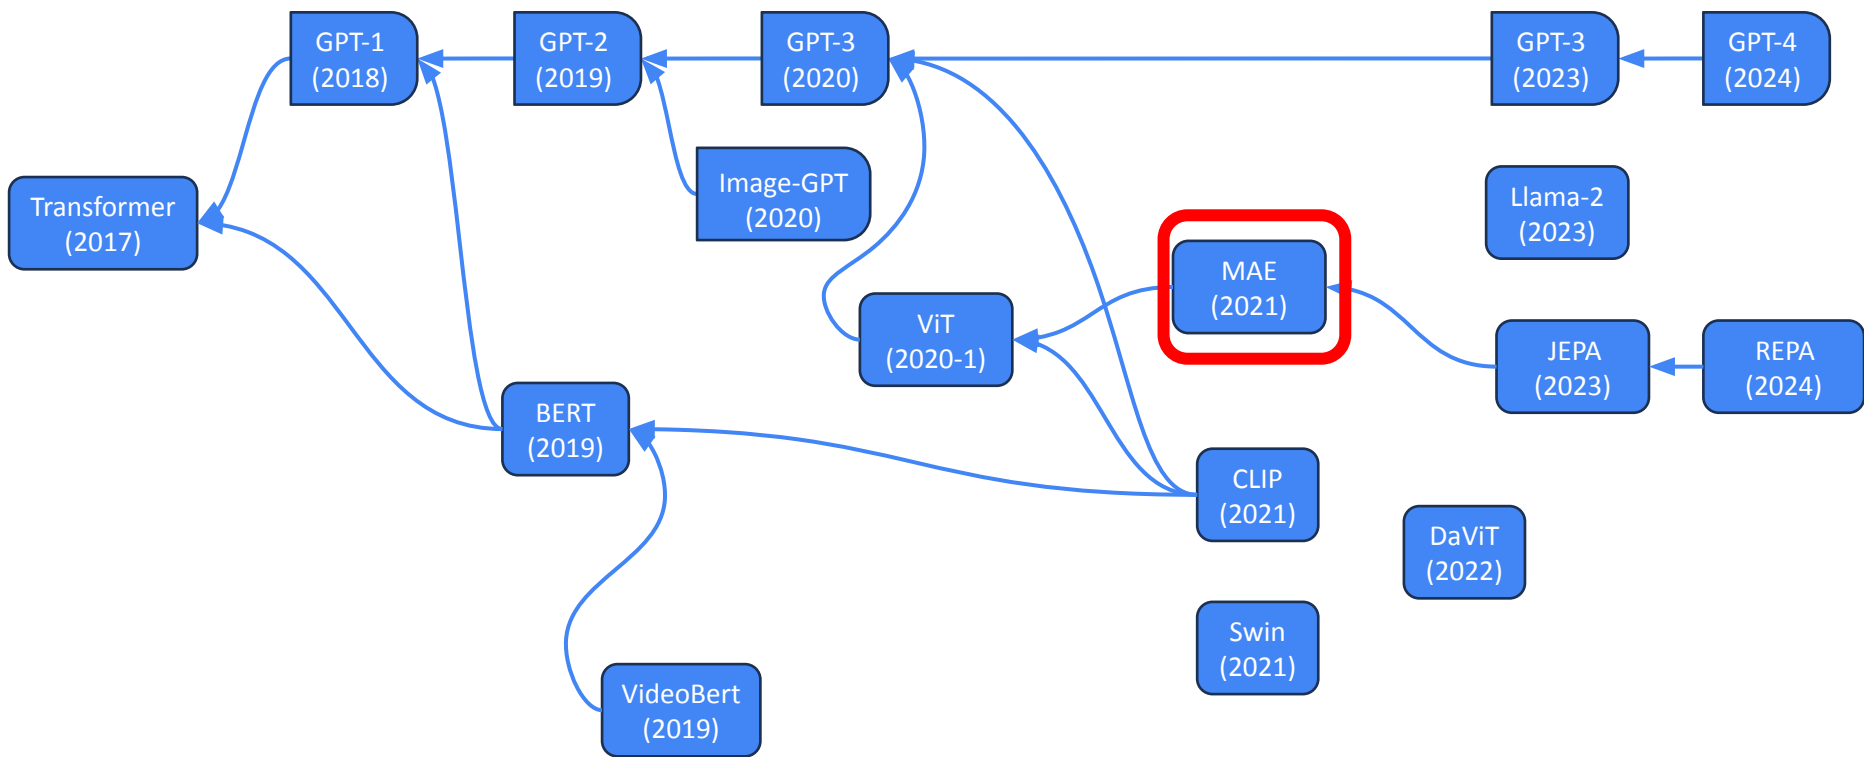 GPT-1
(2018)
GPT-2
(2019)
GPT-3
(2020)
GPT-3
(2023)
GPT-4
(2024)
Transformer
(2017)
Image-GPT
(2020)
Llama-2
(2023)
MAE
(2021)
ViT
(2020-1)
JEPA
(2023)
REPA
(2024)
BERT
(2019)
CLIP
(2021)
DaViT
(2022)
Swin
(2021)
VideoBert
(2019)